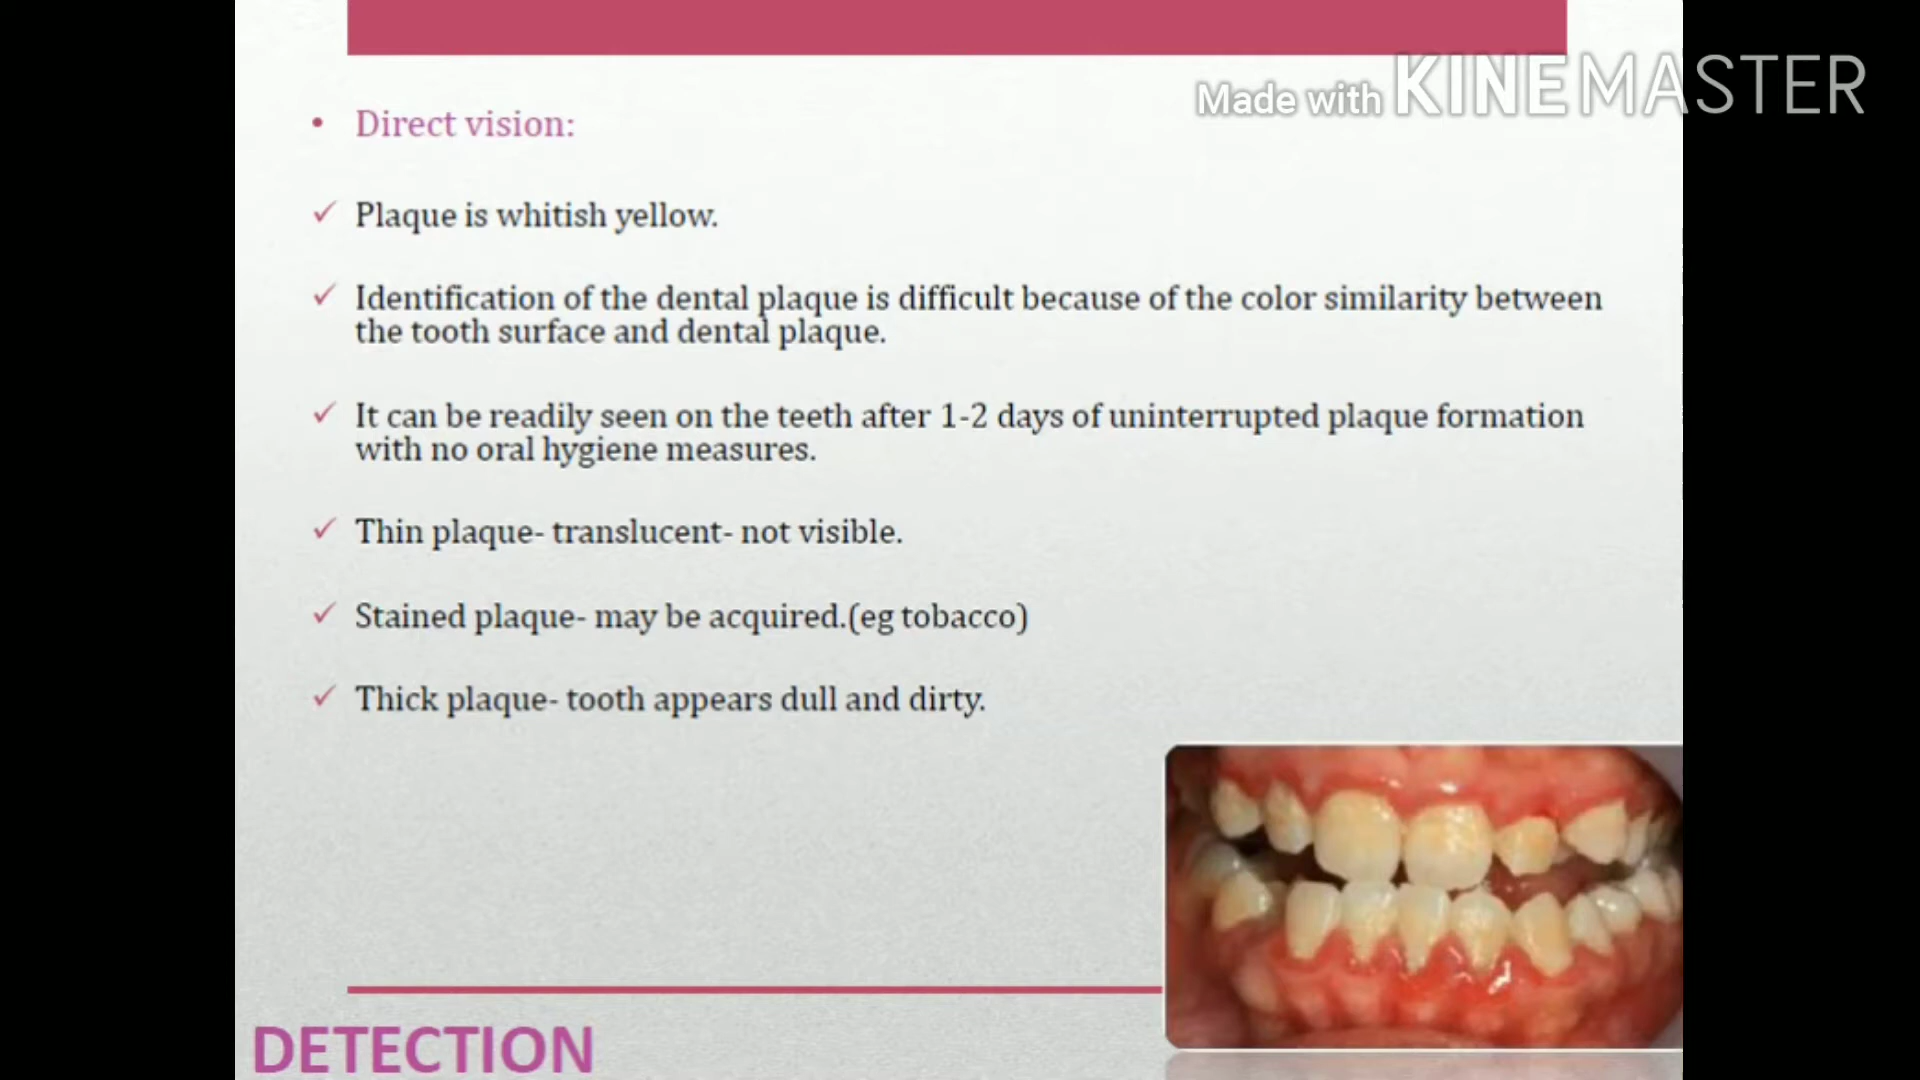 Made with KINEMASTER
• Direct vision:
✓ Plaque is whitish yellow.
✓ Identification of the dental plaque is difficult because of the color similarity between
the tooth surface and dental plaque.
✓ It can be readily seen on the teeth after 1-2 days of uninterrupted plaque formation
with no oral hygiene measures.
✓ Thin plaque- translucent- not visible.
✓ Stained plaque- may be acquired.(eg tobacco)
✓ Thick plaque- tooth appears dull and dirty.
DETECTION